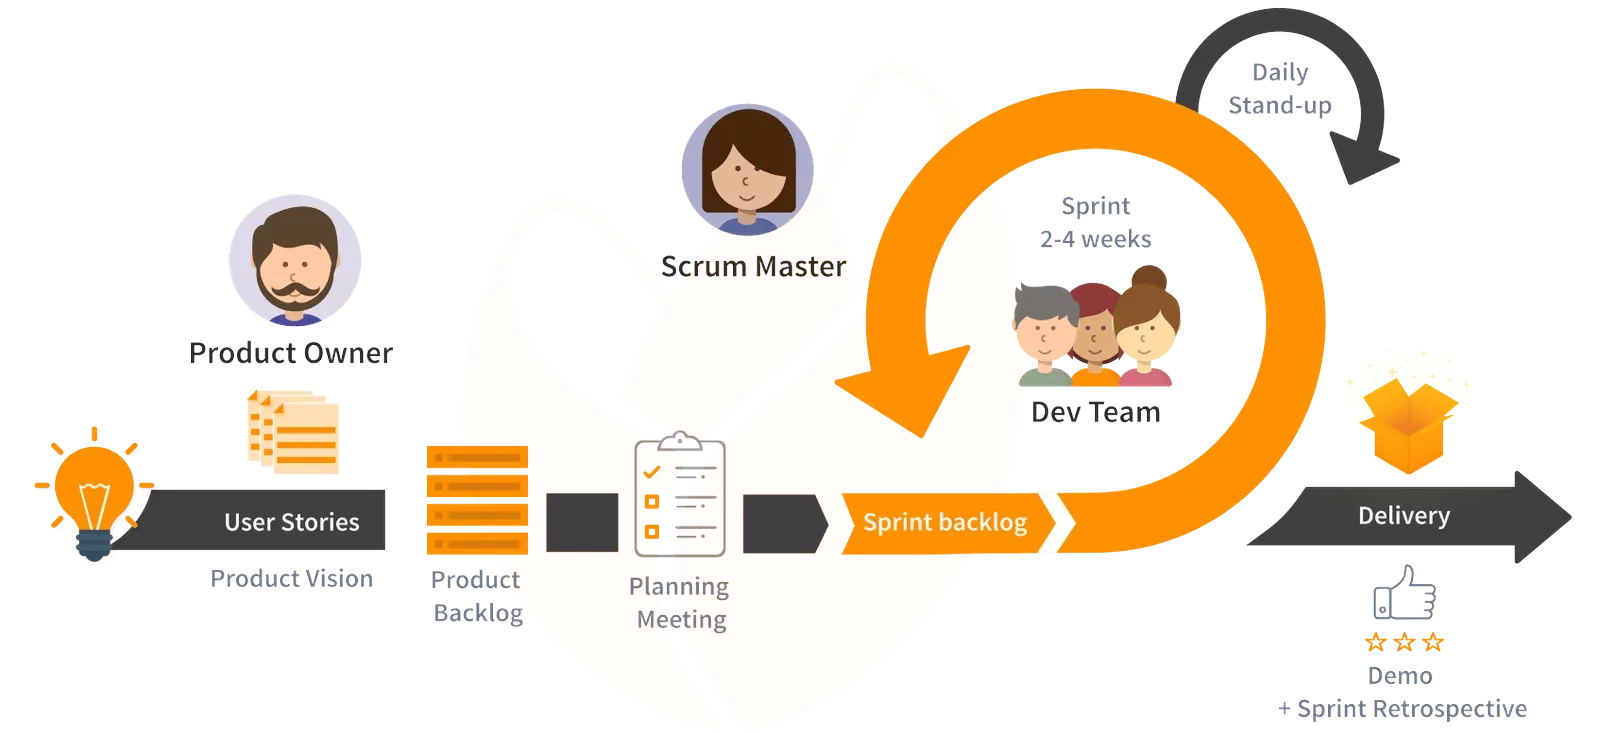 Daily
Stand-up
Sprint
2-4 weeks
Scrum Master
Product Owner
Dev Team
User Stories
Sprint backlog
Delivery
Product Vision
Product
Backlog
Planning
Meeting
Demo
+ Sprint Retrospective